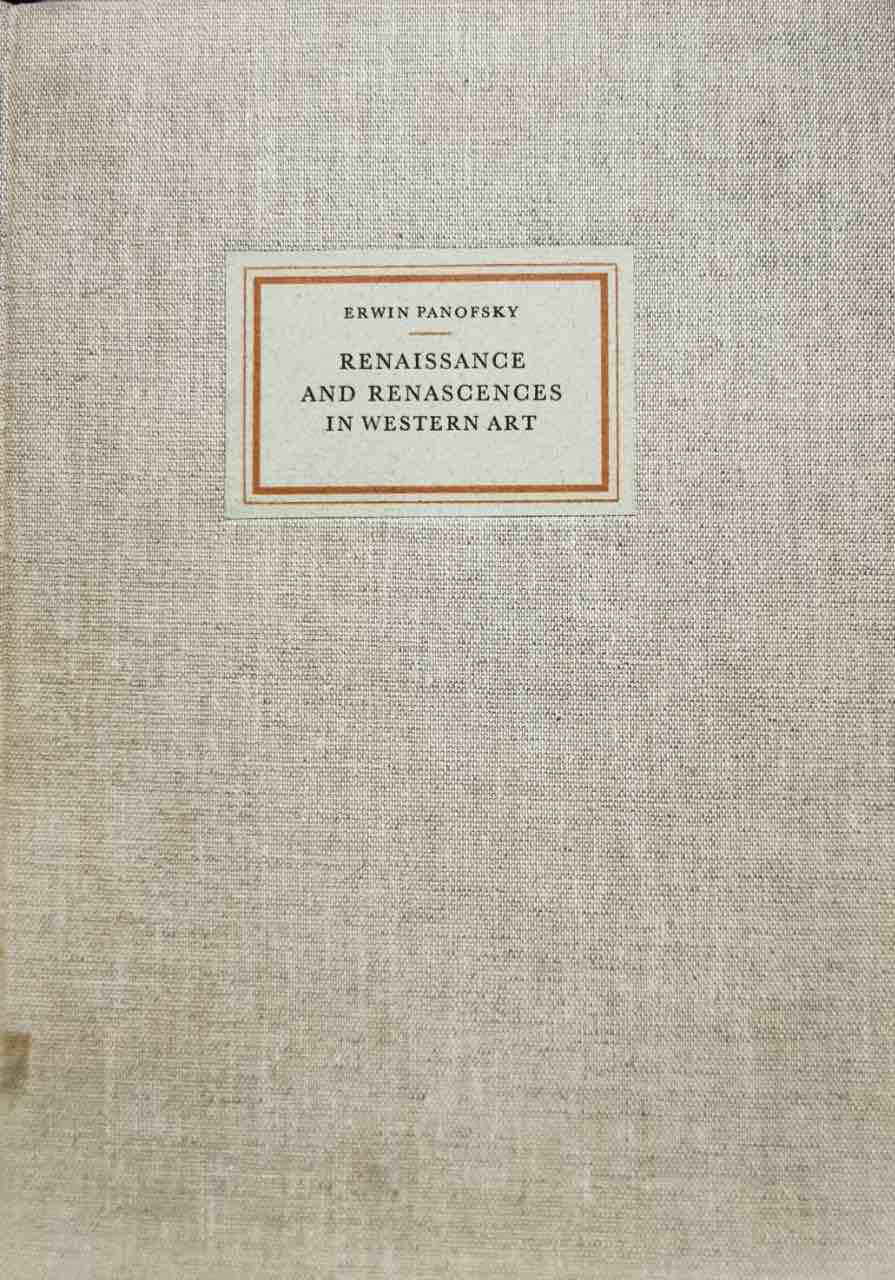 ERWIN PANOFSKY
RENAISSANCE
AND RENASCENCES
IN WESTERN ART